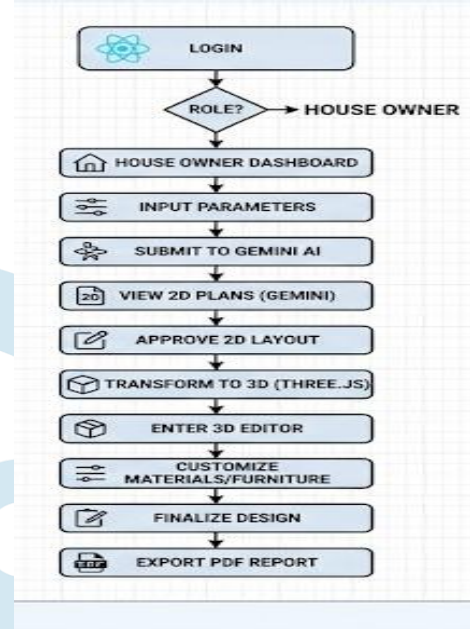 LOGIN
ROLE?
HOUSE OWNER
HOUSE OWNER DASHBOARD
INPUT PARAMETERS
SUBMIT TO GEMINI AI
2D
VIEW 2D PLANS (GEMINI)
APPROVE 2D LAYOUT
TRANSFORM TO 3D (THREE.JS)
ENTER 3D EDITOR
CUSTOMIZE
MATERIALS/FURNITURE
FINALIZE DESIGN
EXPORT PDF REPORT